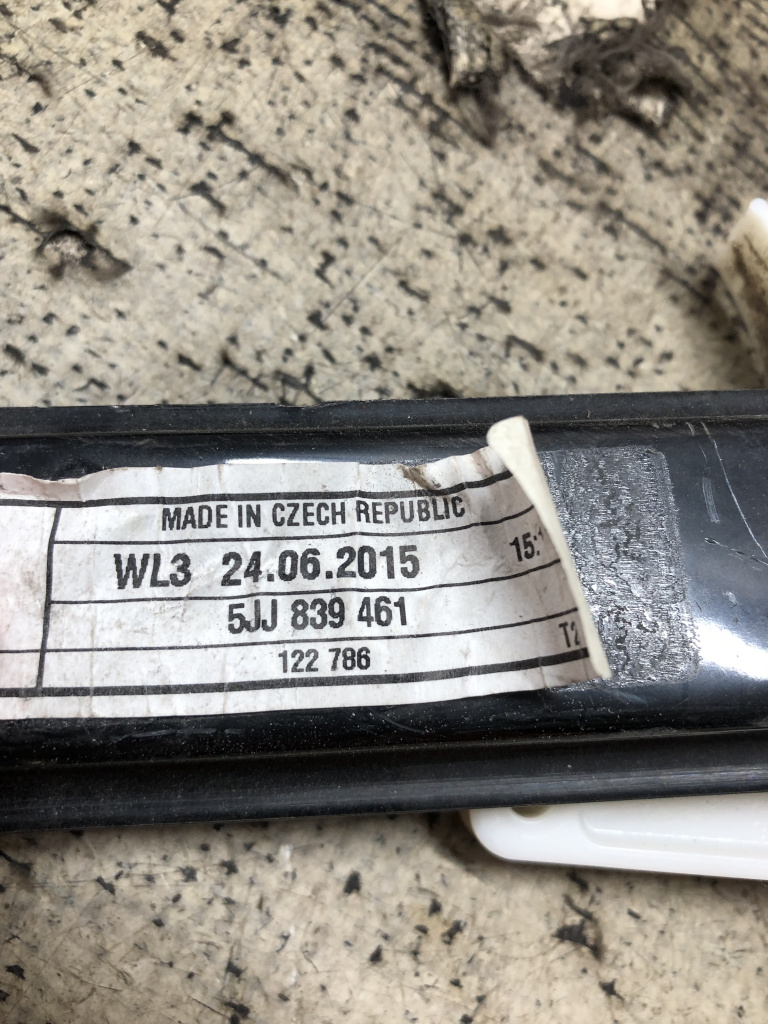 MADE IN CZECH REPUBLIC
WL3 24.06.2015
5JJ 839 461
122 786